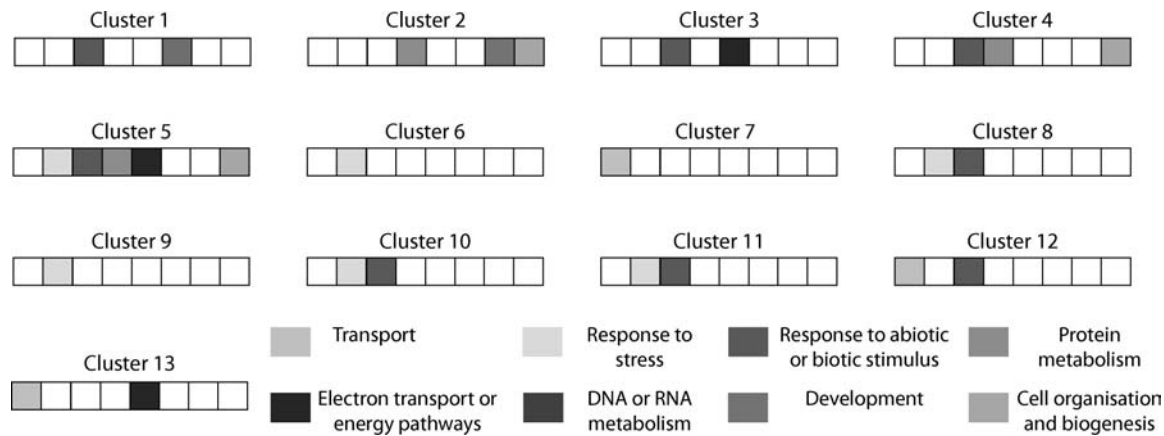 Cluster 1
Cluster 2
Cluster 3
Cluster 4
Cluster 5
Cluster 6
Cluster 7
Cluster 8
Cluster 9
Cluster 10
Cluster 11
Cluster 12
Cluster 13
Transport
Response to
stress
Response to abiotic
or biotic stimulus
Protein
metabolism
Electron transport or
energy pathways
DNA or RNA
metabolism
Development
Cell organisation
and biogenesis